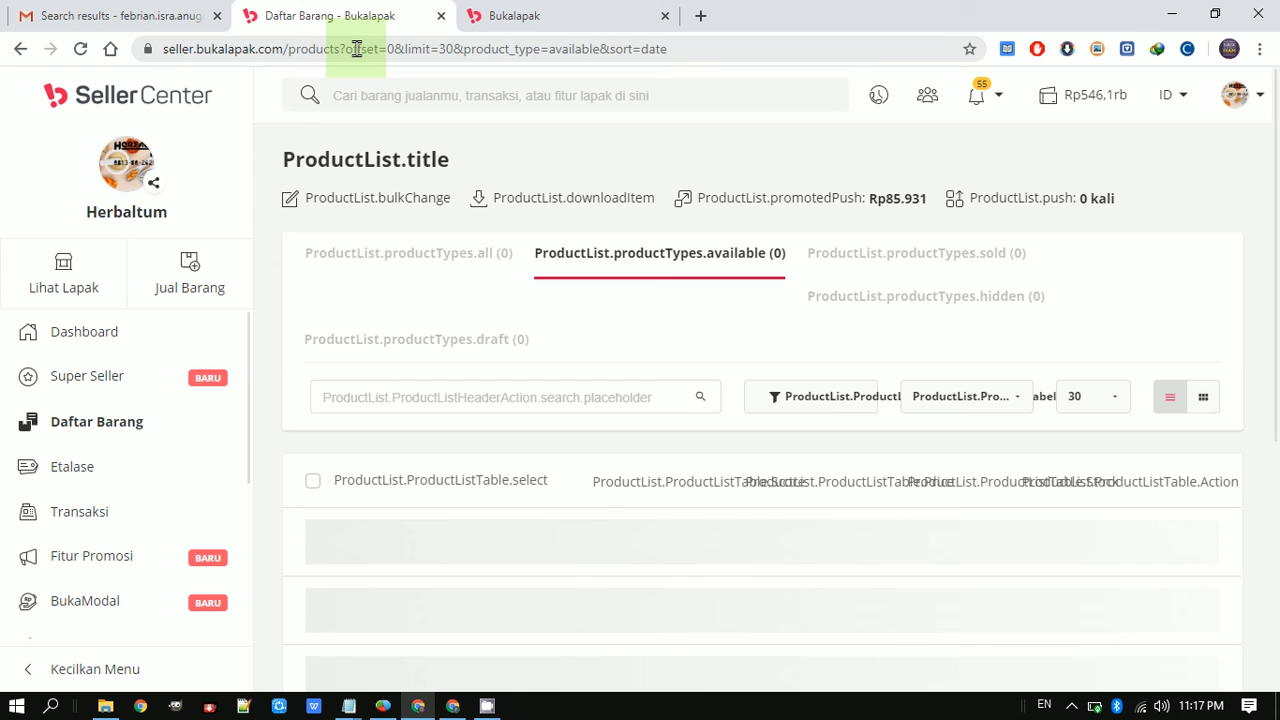 Search results - febrian.isra.anug
Daftar Barang - Bukalapak
Bukalapak
seller.bukalapak.com/products?offset=0&limit=30&product_type=available&sort=date
SellerCenter
Cari barang jualanmu, transaksi, atau fitur lapak di sini
55
Rp546,1rb
ID
Herbaltum
Lihat Lapak
Jual Barang
Dashboard
Super Seller
BARU
Daftar Barang
Etalase
Transaksi
Fitur Promosi
BARU
BukaModal
BARU
Kecilkan Menu
ProductList.title
ProductList.bulkChange
ProductList.downloadItem
ProductList.promotedPush: Rp85.931
ProductList.push: 0 kali
ProductList.productTypes.all (0)
ProductList.productTypes.available (0)
ProductList.productTypes.sold (0)
ProductList.productTypes.hidden (0)
ProductList.productTypes.draft (0)
ProductList.ProductListHeaderAction.search.placeholder
ProductList.ProductL
ProductList.Pro...
abel
30
ProductList.ProductListTable.select
EN
11:17 PM